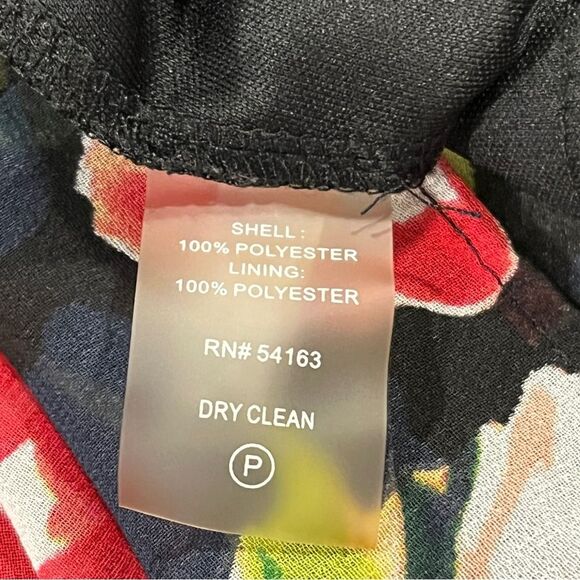 SHELL:
100% POLYESTER
LINING:
100% POLYESTER
RN# 54163
DRY CLEAN
P